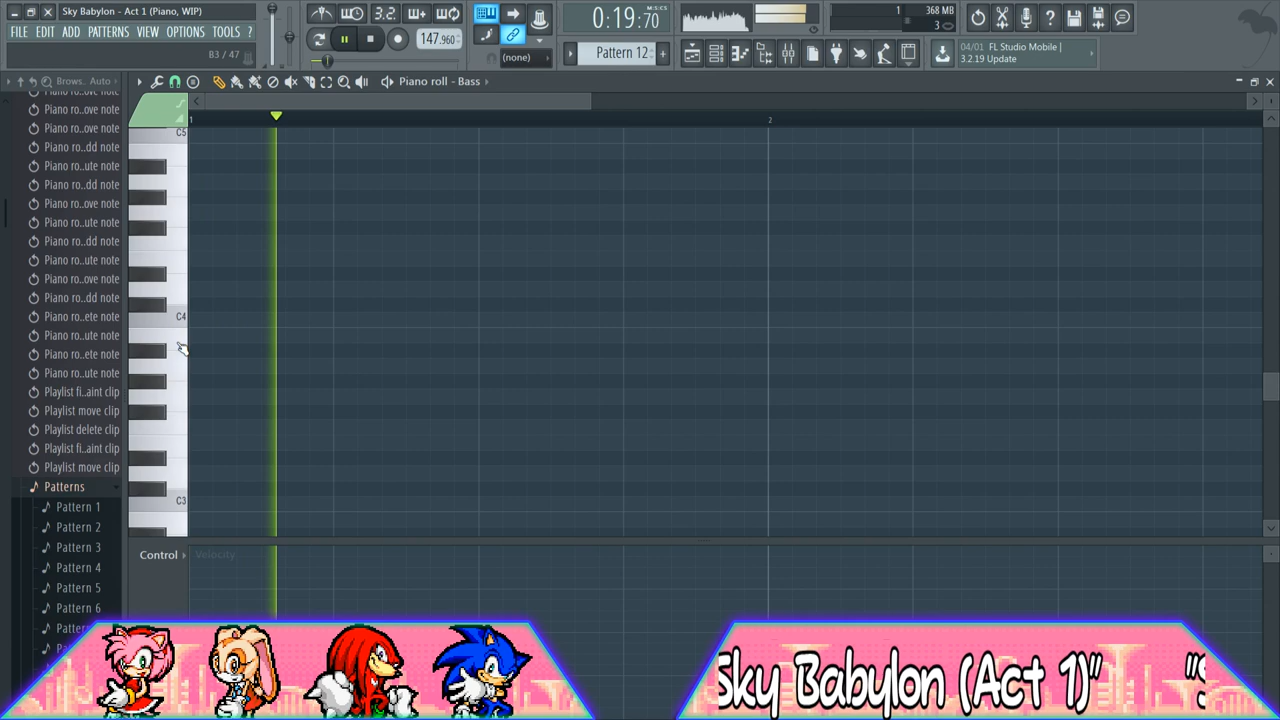 Sky Babylon - Act 1 (Piano, WIP)
FILE EDIT ADD PATTERNS VIEW OPTIONS TOOLS ?
B3 / 47
3.2
147.960
0:19:70
M:S:CS
(none)
Pattern 12
1
368 MB
3
04/01 FL Studio Mobile |
3.2.19 Update
Brows.. Auto
Piano roll - Bass
1
2
Piano ro..ove note
Piano ro..ove note
Piano ro..ove note
Piano ro..dd note
Piano ro..ute note
Piano ro..dd note
Piano ro..ove note
Piano ro..ute note
Piano ro..dd note
Piano ro..ute note
Piano ro..ove note
Piano ro..dd note
Piano ro..ete note
Piano ro..ute note
Piano ro..ete note
Piano ro..ute note
Playlist fi..aint clip
Playlist move clip
Playlist delete clip
Playlist fi..aint clip
Playlist move clip
Patterns
Pattern 1
Pattern 2
Pattern 3
Pattern 4
Pattern 5
Pattern 6
C5
C4
C3
Control
Velocity
Sky Babylon (Act 1)"